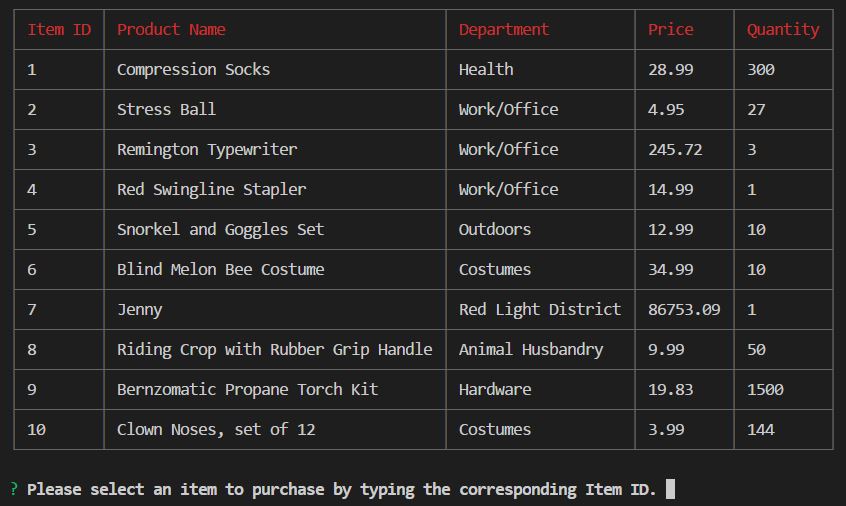 Item ID Product Name Department Price Quantity
1 Compression Socks Health 28.99 300
2 Stress Ball Work/Office 4.95 27
3 Remington Typewriter Work/Office 245.72 3
4 Red Swingline Stapler Work/Office 14.99 1
5 Snorkel and Goggles Set Outdoors 12.99 10
6 Blind Melon Bee Costume Costumes 34.99 10
7 Jenny Red Light District 86753.09 1
8 Riding Crop with Rubber Grip Handle Animal Husbandry 9.99 50
9 Bernzomatic Propane Torch Kit Hardware 19.83 1500
10 Clown Noses, set of 12 Costumes 3.99 144
? Please select an item to purchase by typing the corresponding Item ID.